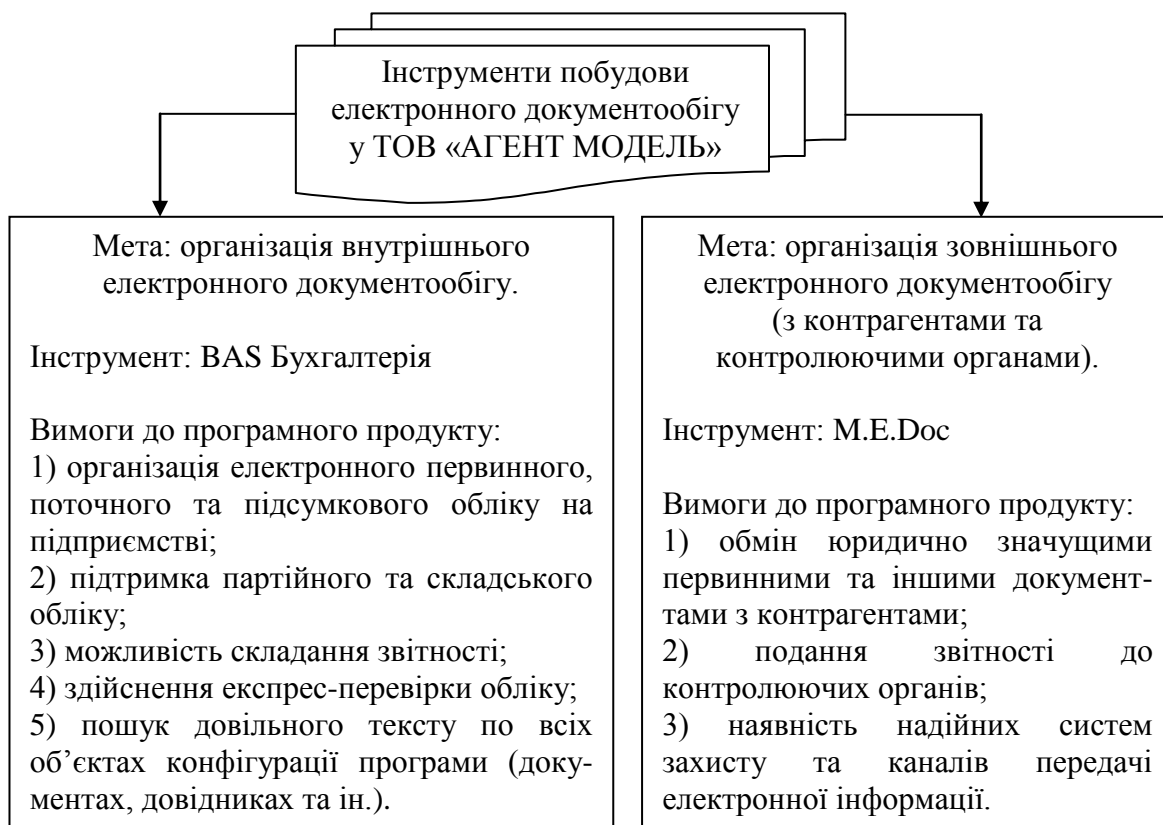 Інструменти побудови
електронного документообігу
у ТОВ «АГЕНТ МОДЕЛЬ»
Мета: організація внутрішнього
електронного документообігу.
Інструмент: BAS Бухгалтерія
Вимоги до програмного продукту:
1) організація електронного первинного,
поточного та підсумкового обліку на
підприємстві;
2) підтримка партійного та складського
обліку;
3) можливість складання звітності;
4) здійснення експрес-перевірки обліку;
5) пошук довільного тексту по всіх
об’єктах конфігурації програми (доку-
ментах, довідниках та ін.).
Мета: організація зовнішнього
електронного документообігу
(з контрагентами та
контролюючими органами).
Інструмент: M.E.Doc
Вимоги до програмного продукту:
1) обмін юридично значущими
первинними та іншими документ-
тами з контрагентами;
2) подання звітності до
контролюючих органів;
3) наявність надійних систем
захисту та каналів передачі
електронної інформації.